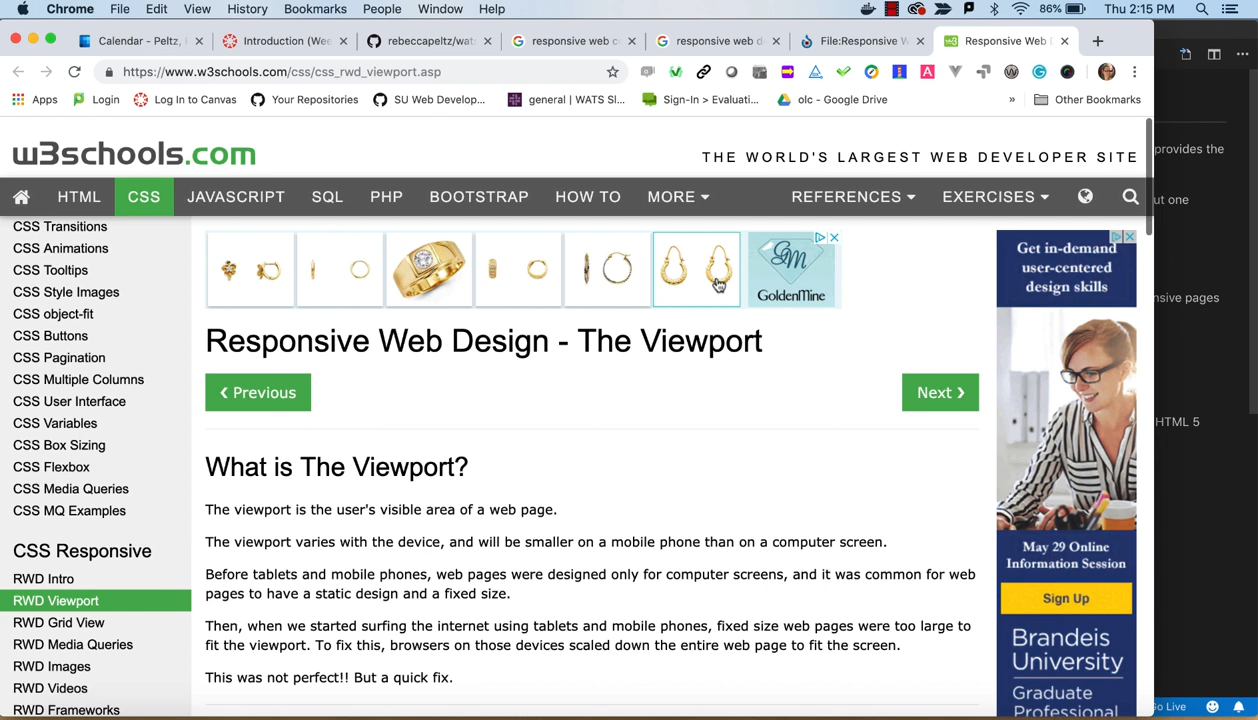 Chrome File Edit View History Bookmarks People Window Help 86% Thu 2:15 PM
Calendar - Peltz, Introduction (Wee rebeccapeltz/wat responsive web c responsive web d File:Responsive W Responsive Web
https://www.w3schools.com/css/css_rwd_viewport.asp
Apps Login Log In to Canvas Your Repositories SU Web Develop... general | WATS Sl... Sign-In > Evaluati... olc - Google Drive » Other Bookmarks
w3schools.com
THE WORLD'S LARGEST WEB DEVELOPER SITE
HTML CSS JAVASCRIPT SQL PHP BOOTSTRAP HOW TO MORE REFERENCES EXERCISES
CSS Transitions
CSS Animations
CSS Tooltips
CSS Style Images
CSS object-fit
CSS Buttons
CSS Pagination
CSS Multiple Columns
CSS User Interface
CSS Variables
CSS Box Sizing
CSS Flexbox
CSS Media Queries
CSS MQ Examples
CSS Responsive
RWD Intro
RWD Viewport
RWD Grid View
RWD Media Queries
RWD Images
RWD Videos
RWD Frameworks
GM
GOLDENMINE
Responsive Web Design - The Viewport
❮ Previous
Next ❯
What is The Viewport?
The viewport is the user's visible area of a web page.
The viewport varies with the device, and will be smaller on a mobile phone than on a computer screen.
Before tablets and mobile phones, web pages were designed only for computer screens, and it was common for web
pages to have a static design and a fixed size.
Then, when we started surfing the internet using tablets and mobile phones, fixed size web pages were too large to
fit the viewport. To fix this, browsers on those devices scaled down the entire web page to fit the screen.
This was not perfect!! But a quick fix.
Get in-demand
user-centered
design skills
May 29 Online
Information Session
Sign Up
Brandeis
University
Graduate
Professional
provides the
ut one
nsive pages
HTML 5
Go Live